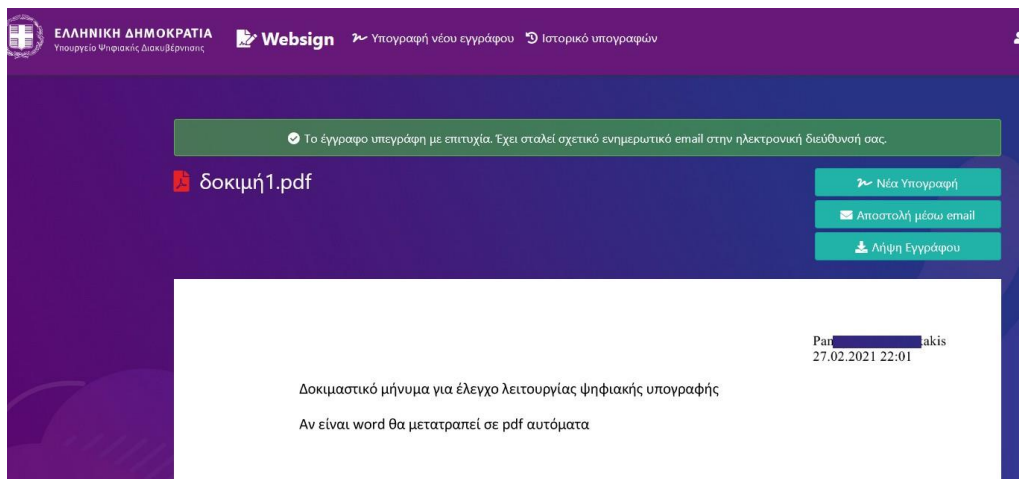 ΕΛΛΗΝΙΚΗ ΔΗΜΟΚΡΑΤΙΑ
Υπουργείο Ψηφιακής Διακυβέρνησης
Websign
Υπογραφή νέου εγγράφου
Ιστορικό υπογραφών
Το έγγραφο υπεγράφη με επιτυχία. Έχει σταλεί σχετικό ενημερωτικό email στην ηλεκτρονική διεύθυνσή σας.
δοκιμή1.pdf
Νέα Υπογραφή
Αποστολή μέσω email
Λήψη Εγγράφου
Pan takis
27.02.2021 22:01
Δοκιμαστικό μήνυμα για έλεγχο λειτουργίας ψηφιακής υπογραφής
Αν είναι word θα μετατραπεί σε pdf αυτόματα